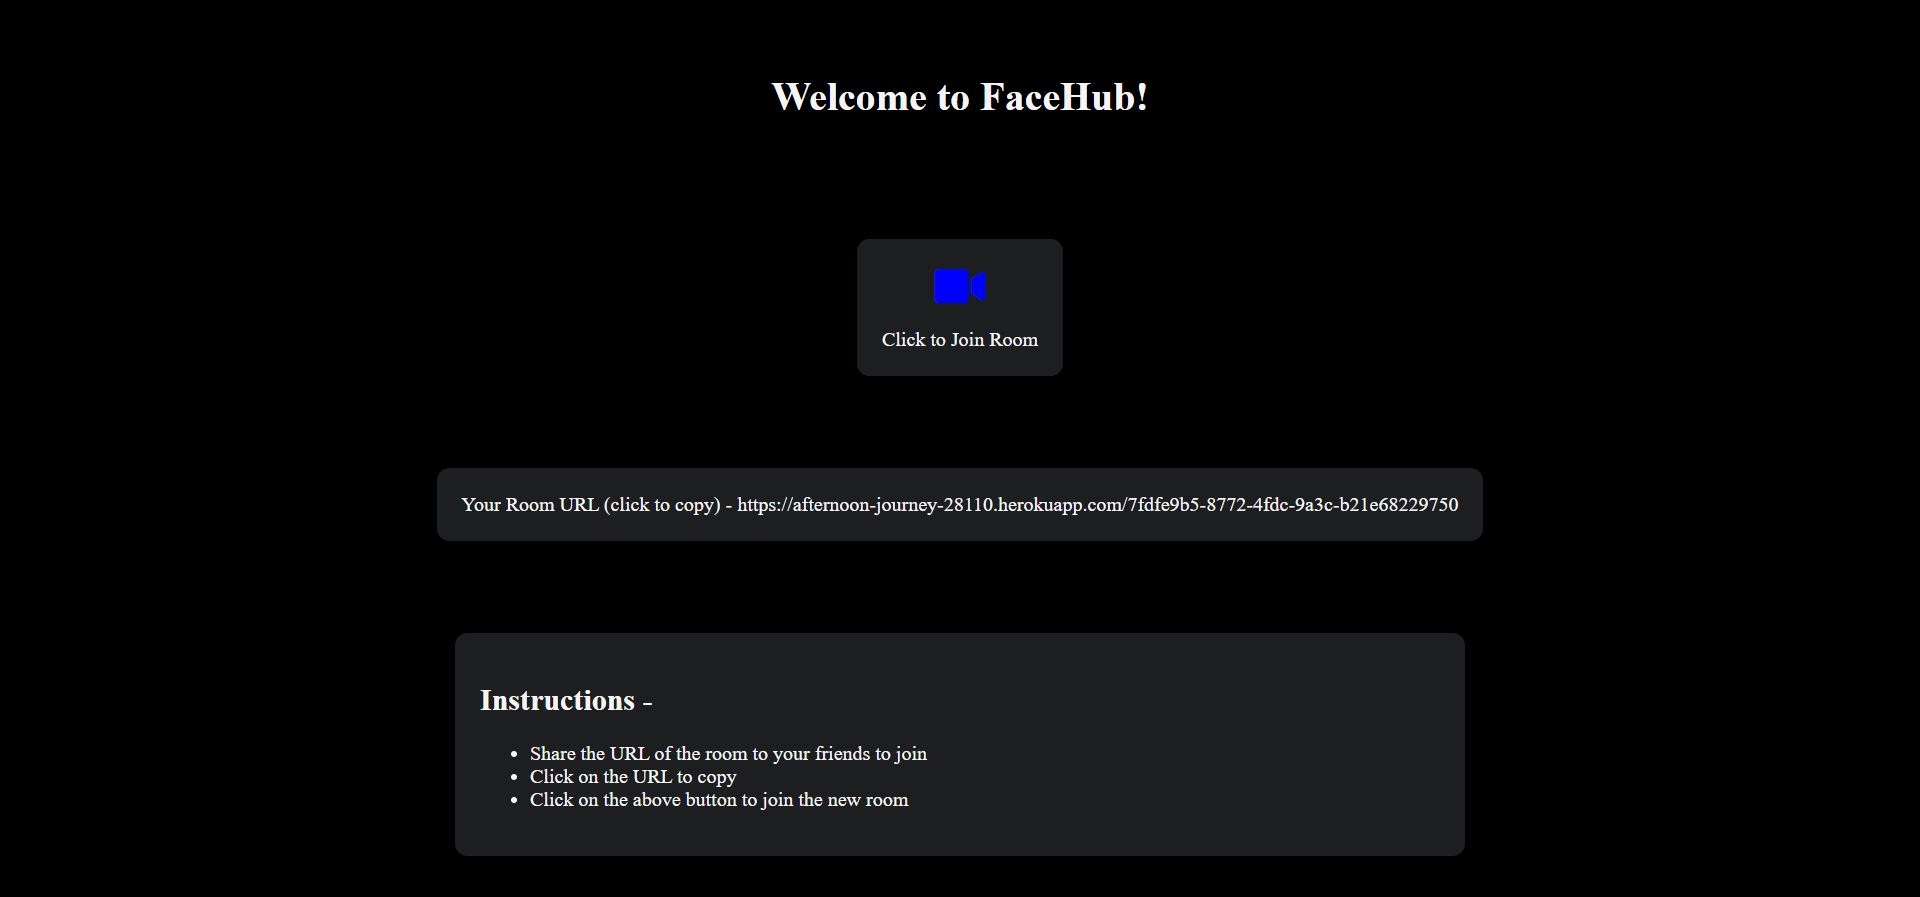 Welcome to FaceHub!
Click to Join Room
Your Room URL (click to copy) - https://afternoon-journey-28110.herokuapp.com/7fdfe9b5-8772-4fdc-9a3c-b21e68229750
Instructions -
• Share the URL of the room to your friends to join
• Click on the URL to copy
• Click on the above button to join the new room